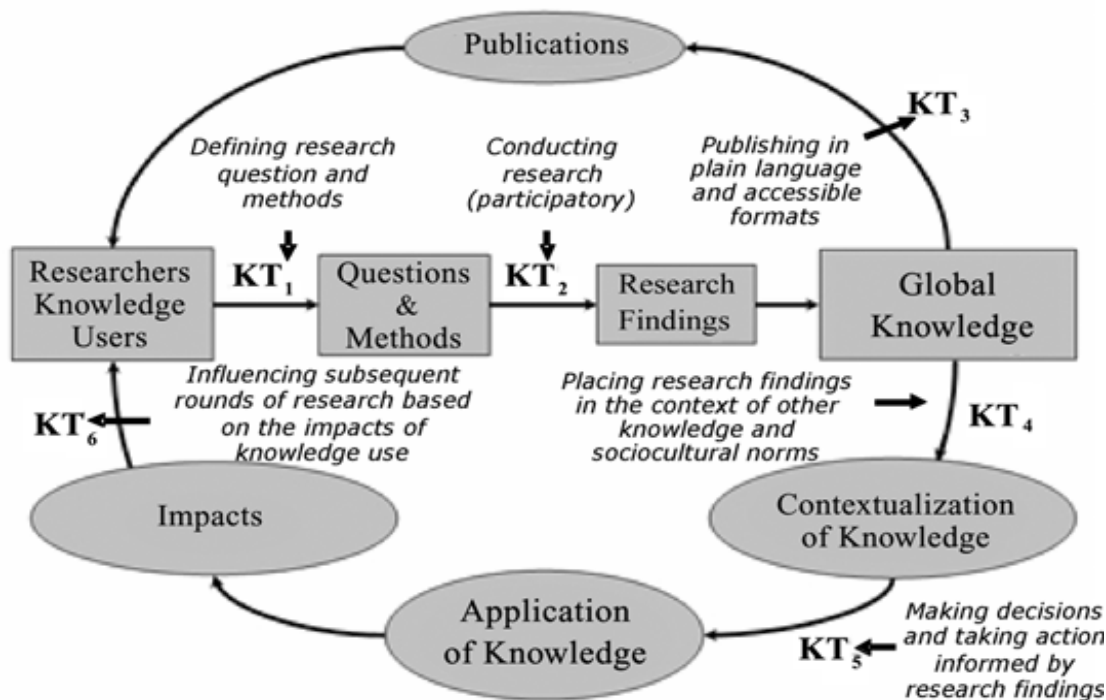 Publications
KT₃
Defining research
question and
methods
Conducting
research
(participatory)
Publishing in
plain language
and accessible
formats
Researchers
Knowledge
Users
KT₁
Questions
&
Methods
KT₂
Research
Findings
Global
Knowledge
Influencing subsequent
rounds of research based
on the impacts of
knowledge use
KT₆
Placing research findings
in the context of other
knowledge and
sociocultural norms
KT₄
Impacts
Contextualization
of Knowledge
Application
of Knowledge
KT₅
Making decisions
and taking action
informed by
research findings